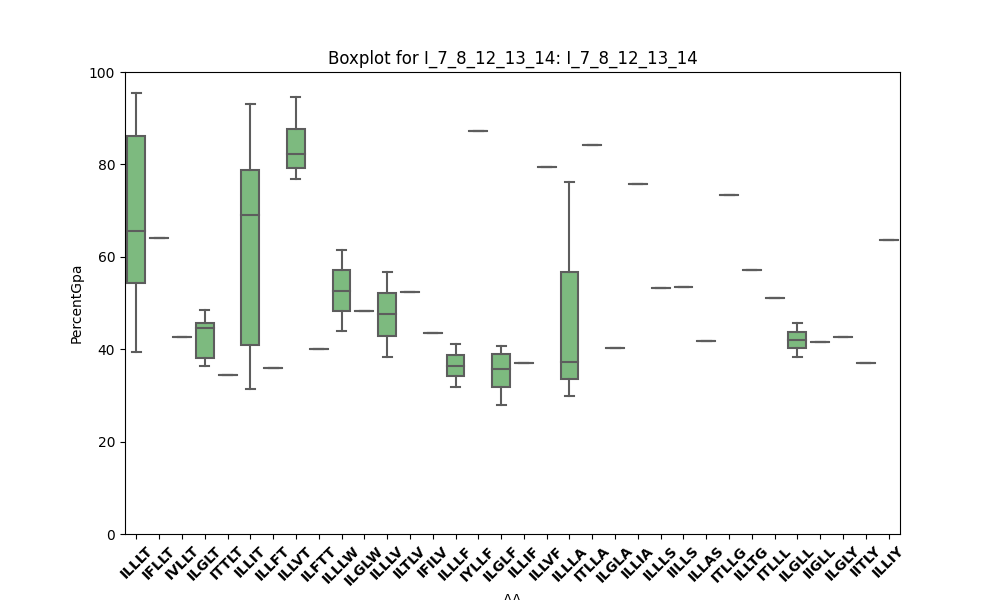 Boxplot for I_7_8_12_13_14: I_7_8_12_13_14
100
80
60
40
20
0
PercentGpa
ILLLT
IFLLT
IVLLT
ILGLT
ITTLT
ILLIT
ILLFT
ILLVT
ILFTT
ILLLW
ILGLW
ILLLV
ILTLV
IFILV
ILLLF
IYLLF
ILGLF
ILLIF
ILLVF
ILLLA
ITLLA
ILGLA
ILLIA
ILLLS
IILLS
ILLAS
ITLLG
ILLTG
ITLLL
ILGLL
IIGLL
ILGLY
IITLY
ILLIY
AA